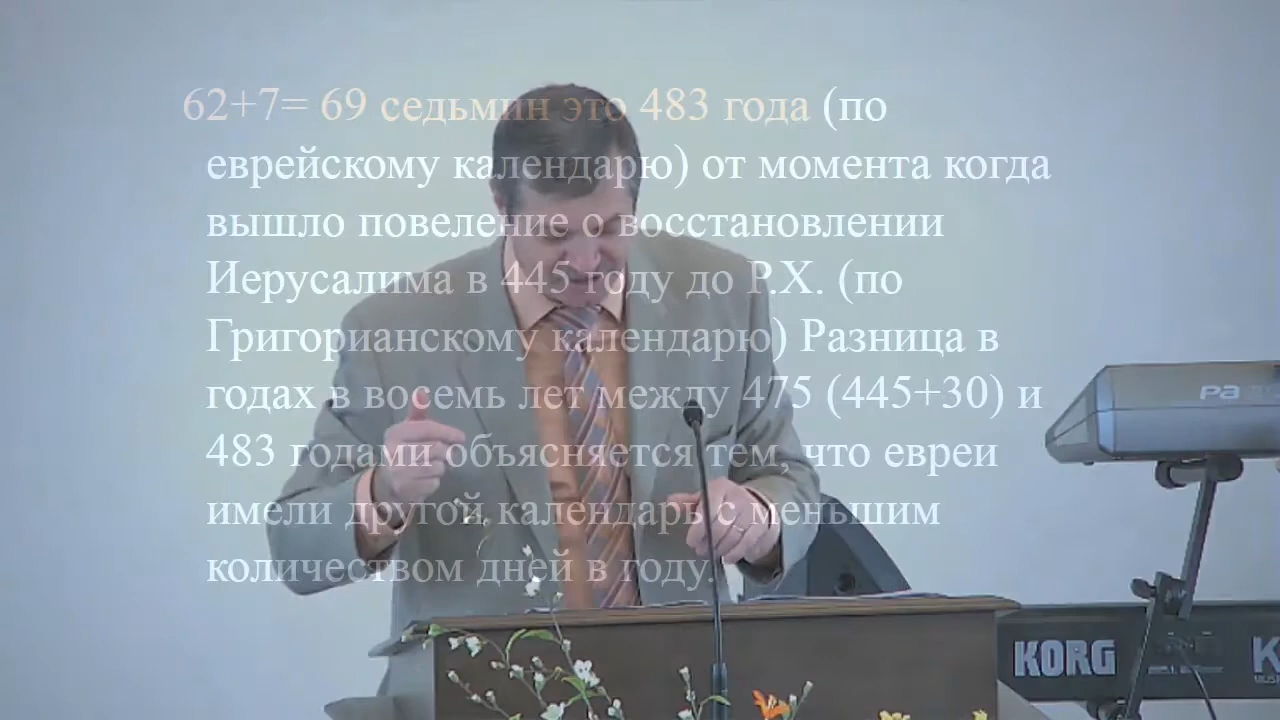 62+7= 69 седьмин это 483 года (по
еврейскому календарю) от момента когда
вышло повеление о восстановлении
Иерусалима в 445 году до Р.Х. (по
Григорианскому календарю) Разница в
годах в восемь лет между 475 (445+30) и
483 годами объясняется тем, что евреи
имели другой календарь с меньшим
количеством дней в году.
Pa
KORG
K